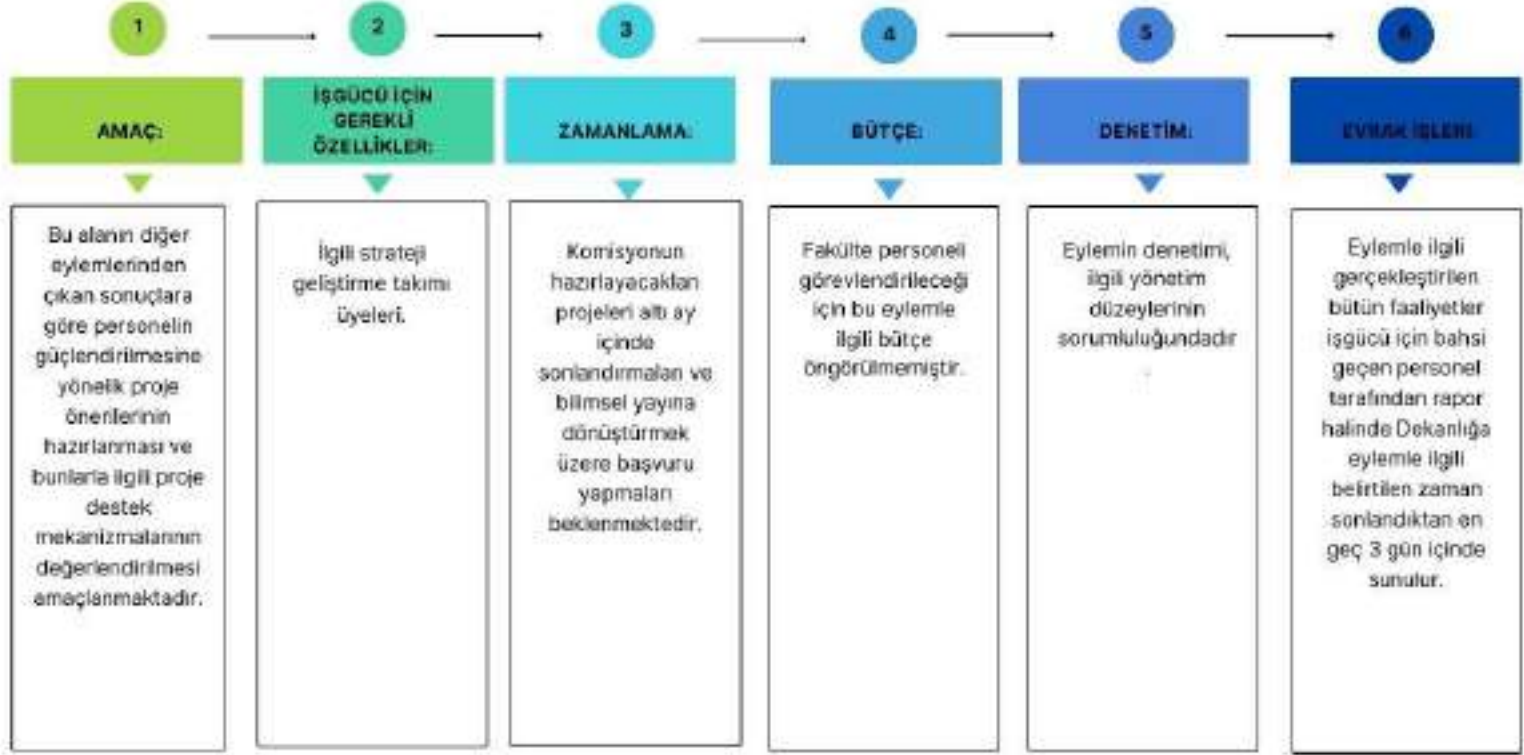 1
2
3
4
5
6
AMAÇ:
İŞGÜCÜ İÇİN
GEREKLİ
ÖZELLİKLER:
ZAMANLAMA:
BÜTÇE:
DENETİM:
EVRAK İŞLERİ:
Bu alanın diğer
eylemlerinden
çıkan sonuçlara
göre personelin
güçlendirilmesine
yönelik proje
önerilerinin
hazırlanması ve
bunlarla ilgili proje
destek
mekanizmalarının
değerlendirilmesi
amaçlanmaktadır.
İlgili strateji
geliştirme takımı
üyeleri.
Komisyonun
hazırlayacakları
projeleri altı ay
içinde
sonlandırmaları ve
bilimsel yayına
dönüştürmek
üzere başvuru
yapmaları
beklenmektedir.
Fakülte personeli
görevlendirileceği
için bu eylemle
ilgili bütçe
öngörülmemiştir.
Eylemin denetimi,
ilgili yönetim
düzeylerinin
sorumluluğundadır
.
Eylemle ilgili
gerçekleştirilen
bütün faaliyetler
işgücü için bahsi
geçen personel
tarafından rapor
halinde Dekanlığa
eylemle ilgili
belirtilen zaman
sonlandıktan en
geç 3 gün içinde
sunulur.